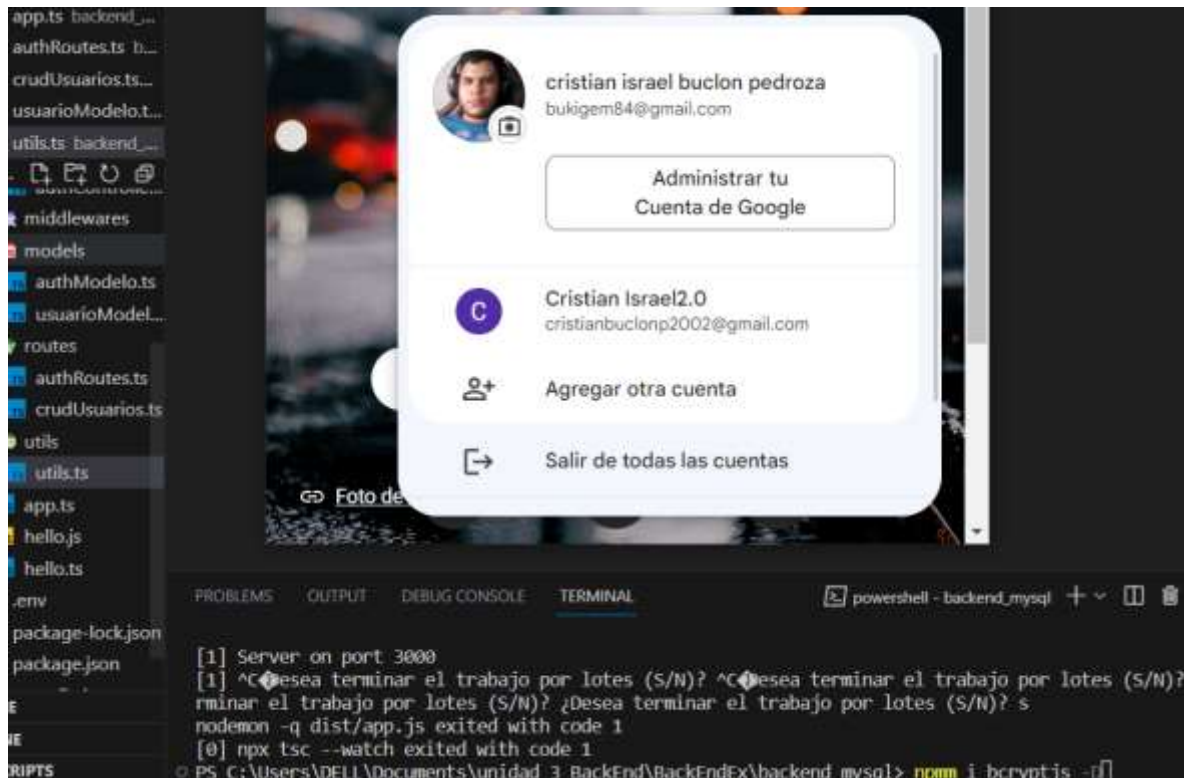 app.ts backend_...
authRoutes.ts b...
crudUsuarios.ts...
usuarioModelo.t...
utils.ts backend_...
middlewares
models
authModelo.ts
usuarioModel...
routes
authRoutes.ts
crudUsuarios.ts
utils
utils.ts
app.ts
hello.js
hello.ts
.env
package-lock.json
package.json
RIPTS
cristian israel buclon pedroza
bukigem84@gmail.com
Administrar tu
Cuenta de Google
C
Cristian Israel2.0
cristianbuclonp2002@gmail.com
Agregar otra cuenta
Salir de todas las cuentas
Foto de
PROBLEMS OUTPUT DEBUG CONSOLE TERMINAL powershell - backend_mysql
[1] Server on port 3000
[1] ^C�esea terminar el trabajo por lotes (S/N)? ^C�esea terminar el trabajo por lotes (S/N)?
rminar el trabajo por lotes (S/N)? ¿Desea terminar el trabajo por lotes (S/N)? s
nodemon -q dist/app.js exited with code 1
[0] npx tsc --watch exited with code 1
PS C:\Users\DELL\Documents\unidad 3 BackEnd\BackEndEx\backend_mysql> npmm i bcryptjs